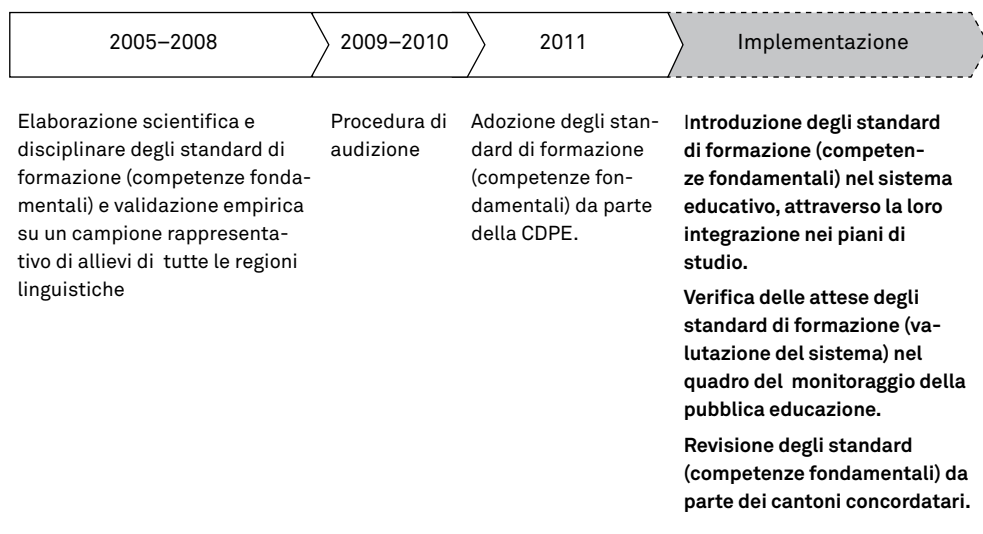 2005–2008
2009–2010
2011
Implementazione
Elaborazione scientifica e
disciplinare degli standard di
formazione (competenze fonda-
mentali) e validazione empirica
su un campione rappresenta-
tivo di allievi di tutte le regioni
linguistiche
Procedura di
audizione
Adozione degli stan-
dard di formazione
(competenze fon-
damentali) da parte
della CDPE.
Introduzione degli standard
di formazione (competen-
ze fondamentali) nel sistema
educativo, attraverso la loro
integrazione nei piani di
studio.
Verifica delle attese degli
standard di formazione (va-
lutazione del sistema) nel
quadro del monitoraggio della
pubblica educazione.
Revisione degli standard
(competenze fondamentali) da
parte dei cantoni concordatari.